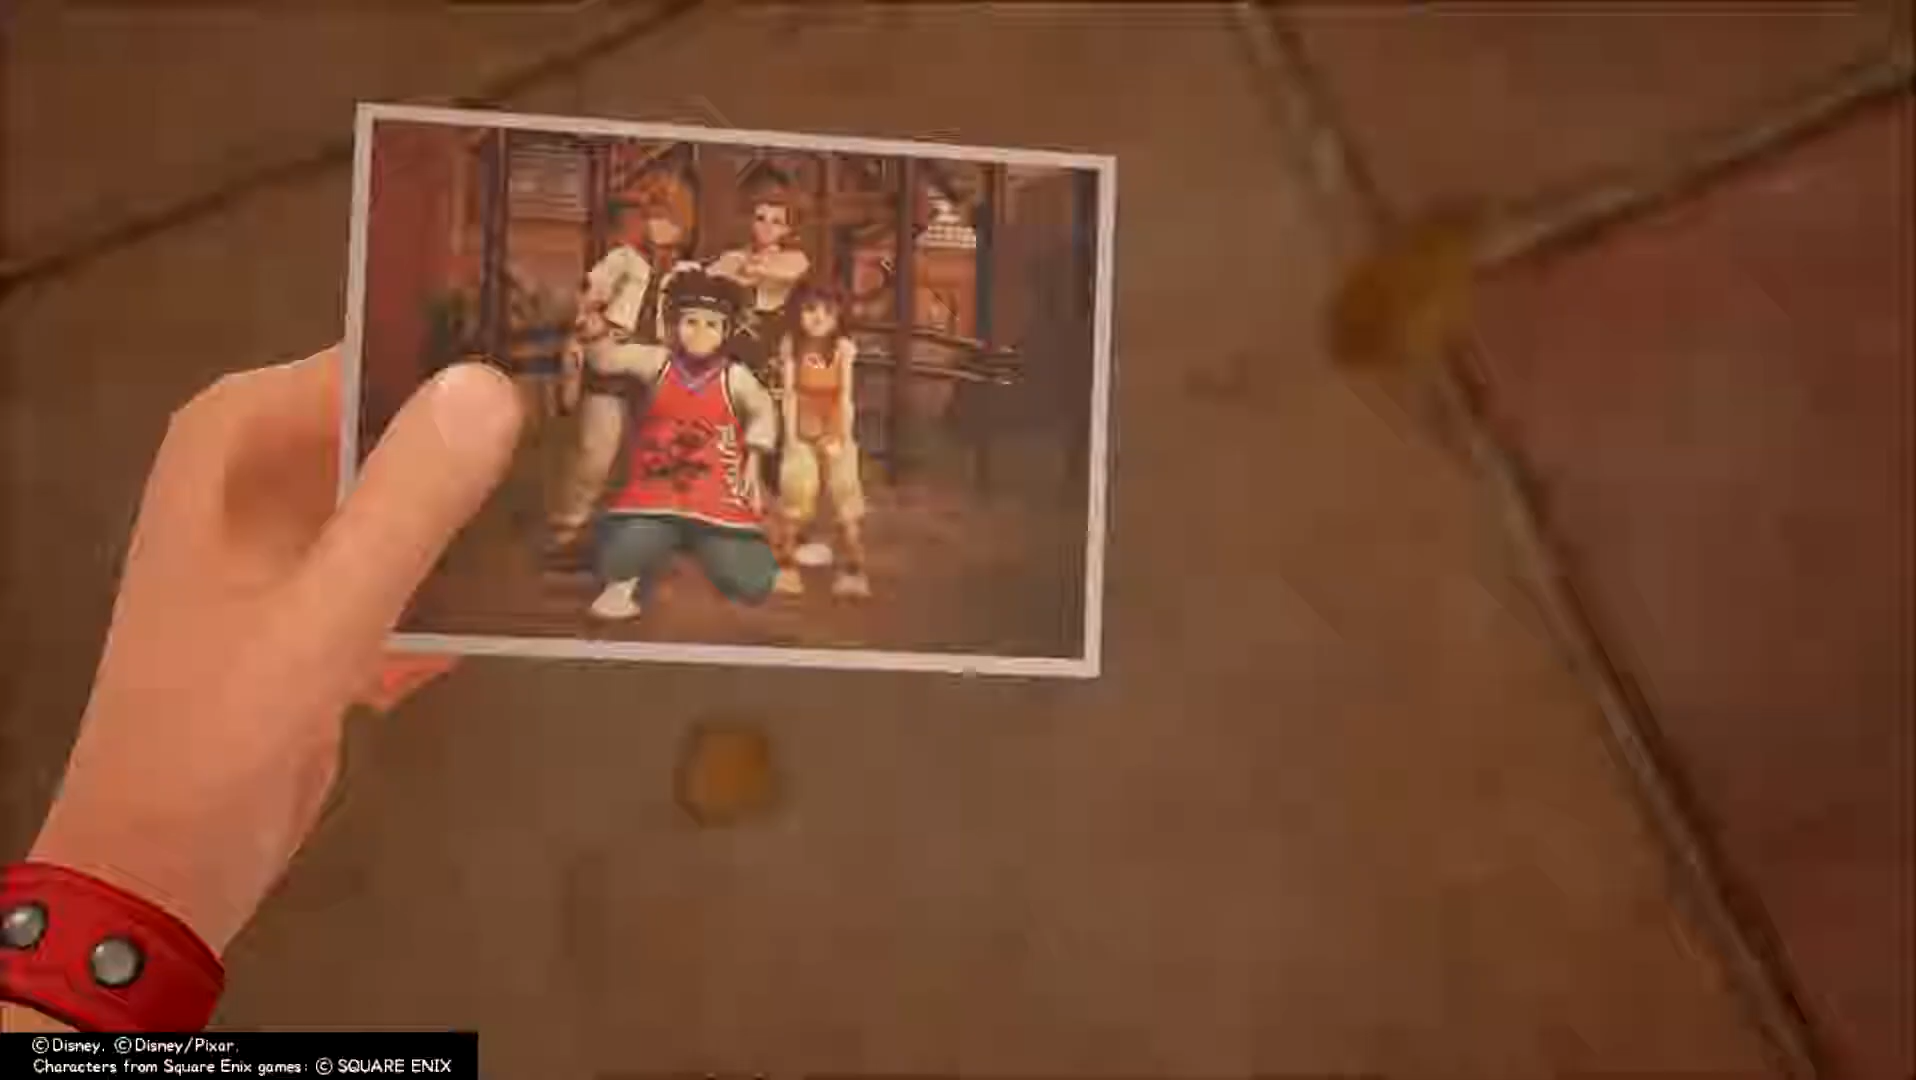 ©Disney. ©Disney/Pixar.
Characters from Square Enix games: © SQUARE ENIX